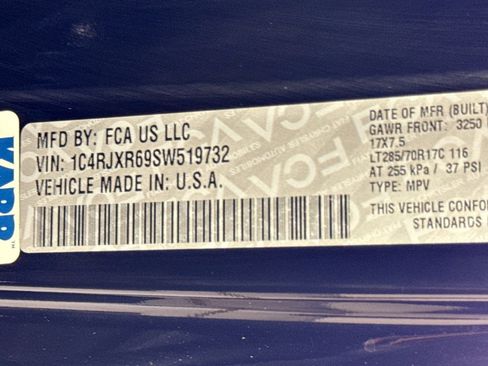 MFD BY: FCA US LLC
VIN: 1C4RJXR69SW519732
VEHICLE MADE IN: U.S.A.
DATE OF MFR (BUILT)
GAWR FRONT: 3250
17X7.5
LT285/70R17C 116
AT 255 kPa / 37 PSI
TYPE: MPV
THIS VEHICLE CONFO
STANDARDS